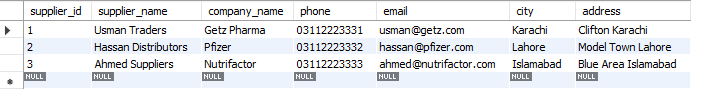 supplier_id supplier_name company_name phone email city address
1 Usman Traders Getz Pharma 03112223331 usman@getz.com Karachi Clifton Karachi
2 Hassan Distributors Pfizer 03112223332 hassan@pfizer.com Lahore Model Town Lahore
3 Ahmed Suppliers Nutrifactor 03112223333 ahmed@nutrifactor.com Islamabad Blue Area Islamabad
NULL NULL NULL NULL NULL NULL NULL